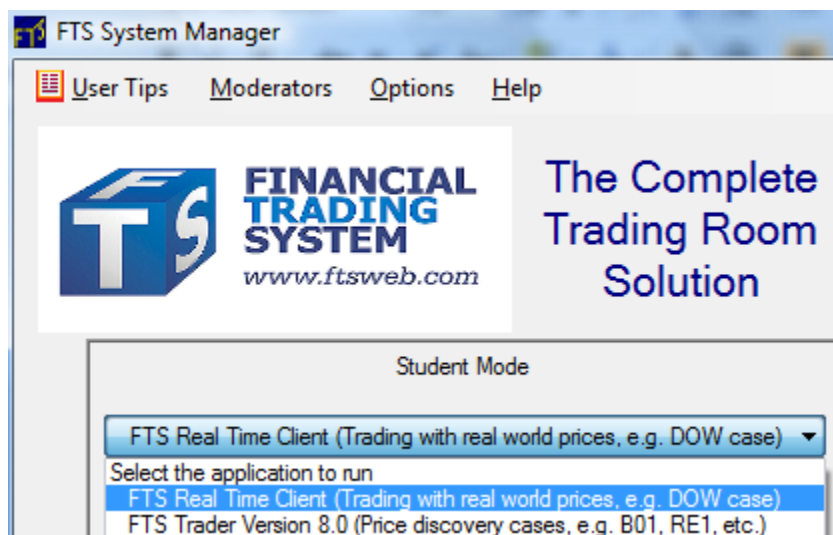 FTS System Manager
User Tips Moderators Options Help
FTS
FINANCIAL
TRADING
SYSTEM
www.ftsweb.com
The Complete
Trading Room
Solution
Student Mode
FTS Real Time Client (Trading with real world prices, e.g. DOW case)
Select the application to run
FTS Real Time Client (Trading with real world prices, e.g. DOW case)
FTS Trader Version 8.0 (Price discovery cases, e.g. B01, RE1, etc.)